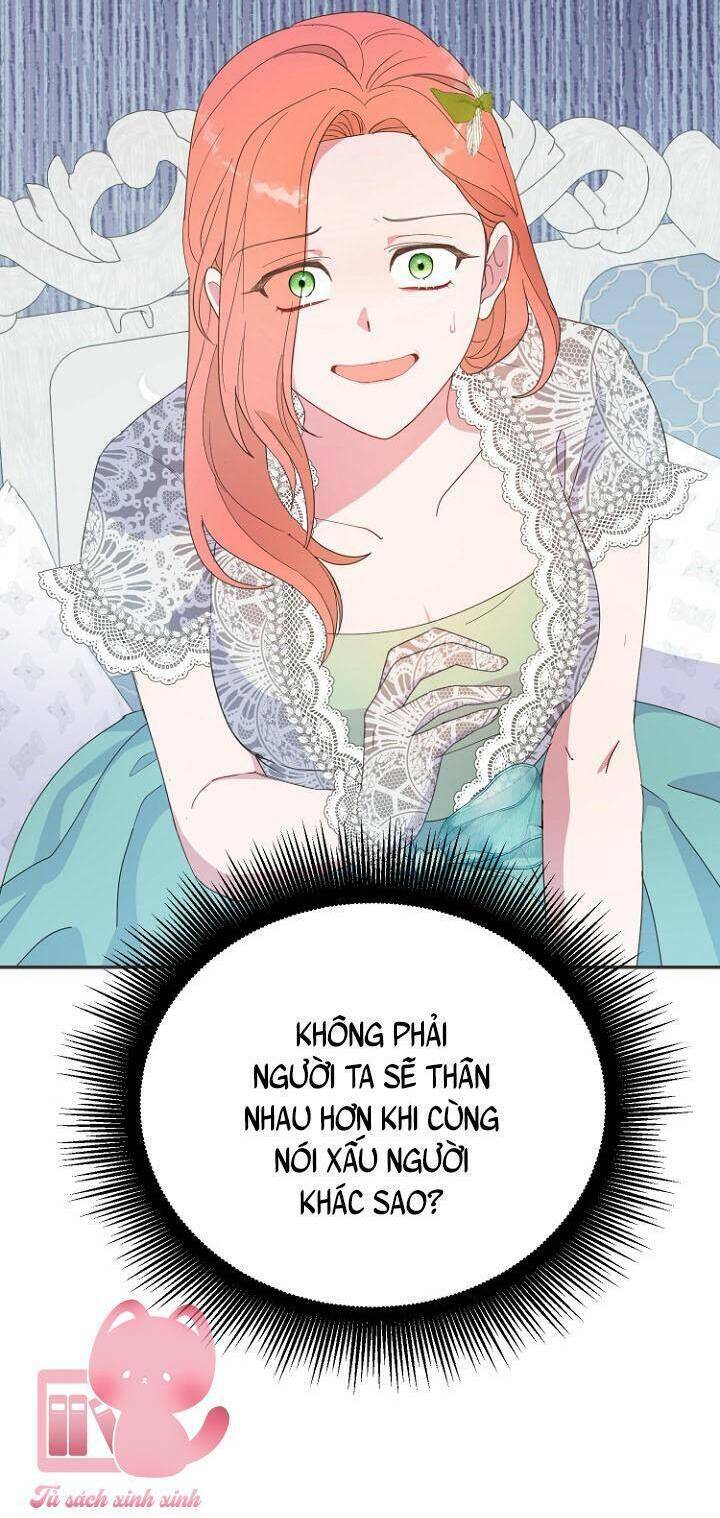 KHÔNG PHẢI
NGƯỜI TA SẼ THÂN
NHAU HƠN KHI CÙNG
NÓI XẤU NGƯỜI
KHÁC SAO?
Tủ sách xinh xinh